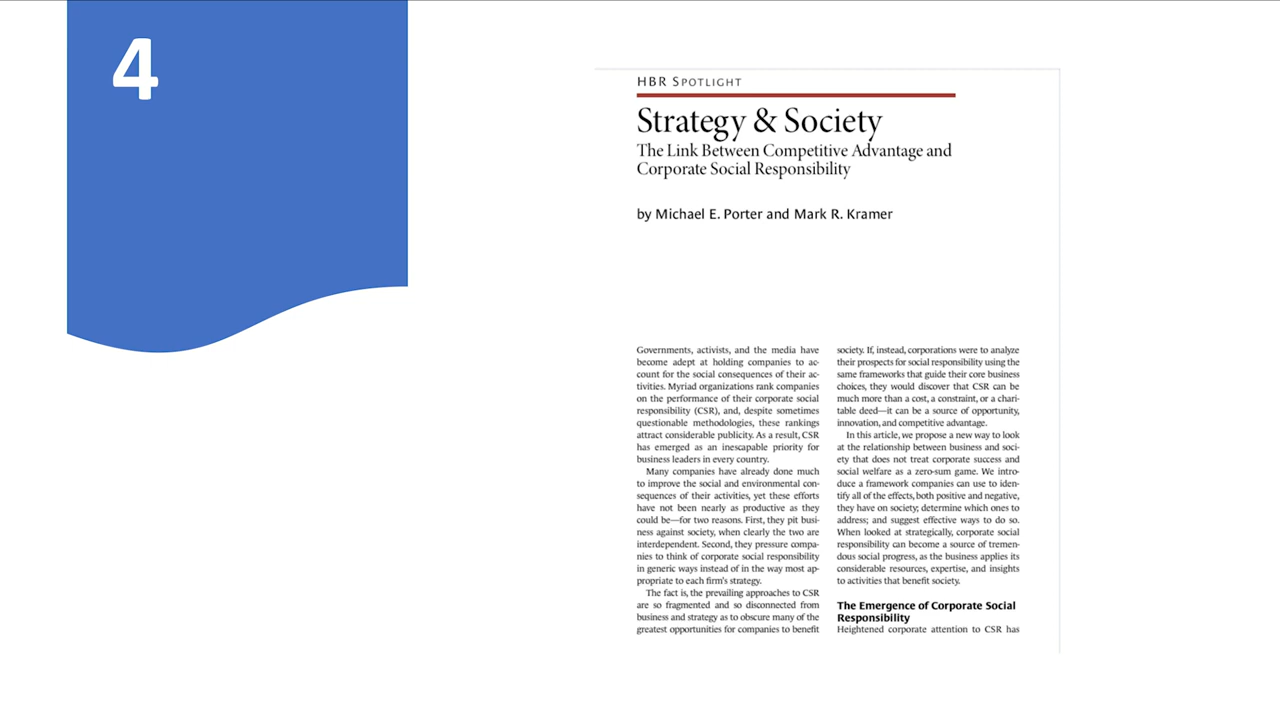 4
HBR SPOTLIGHT
Strategy & Society
The Link Between Competitive Advantage and
Corporate Social Responsibility
by Michael E. Porter and Mark R. Kramer
Governments, activists, and the media have
become adept at holding companies to ac-
count for the social consequences of their ac-
tivities. Myriad organizations rank companies
on the performance of their corporate social
responsibility (CSR), and, despite sometimes
questionable methodologies, these rankings
attract considerable publicity. As a result, CSR
has emerged as an inescapable priority for
business leaders in every country.
Many companies have already done much
to improve the social and environmental con-
sequences of their activities, yet these efforts
have not been nearly as productive as they
could be—for two reasons. First, they pit busi-
ness against society, when clearly the two are
interdependent. Second, they pressure compa-
nies to think of corporate social responsibility
in generic ways instead of in the way most ap-
propriate to each firm's strategy.
The fact is, the prevailing approaches to CSR
are so fragmented and so disconnected from
business and strategy as to obscure many of the
greatest opportunities for companies to benefit
society. If, instead, corporations were to analyze
their prospects for social responsibility using the
same frameworks that guide their core business
choices, they would discover that CSR can be
much more than a cost, a constraint, or a chari-
table deed—it can be a source of opportunity,
innovation, and competitive advantage.
In this article, we propose a new way to look
at the relationship between business and soci-
ety that does not treat corporate success and
social welfare as a zero-sum game. We intro-
duce a framework companies can use to iden-
tify all of the effects, both positive and negative,
they have on society; determine which ones to
address; and suggest effective ways to do so.
When looked at strategically, corporate social
responsibility can become a source of tremen-
dous social progress, as the business applies its
considerable resources, expertise, and insights
to activities that benefit society.
The Emergence of Corporate Social
Responsibility
Heightened corporate attention to CSR has